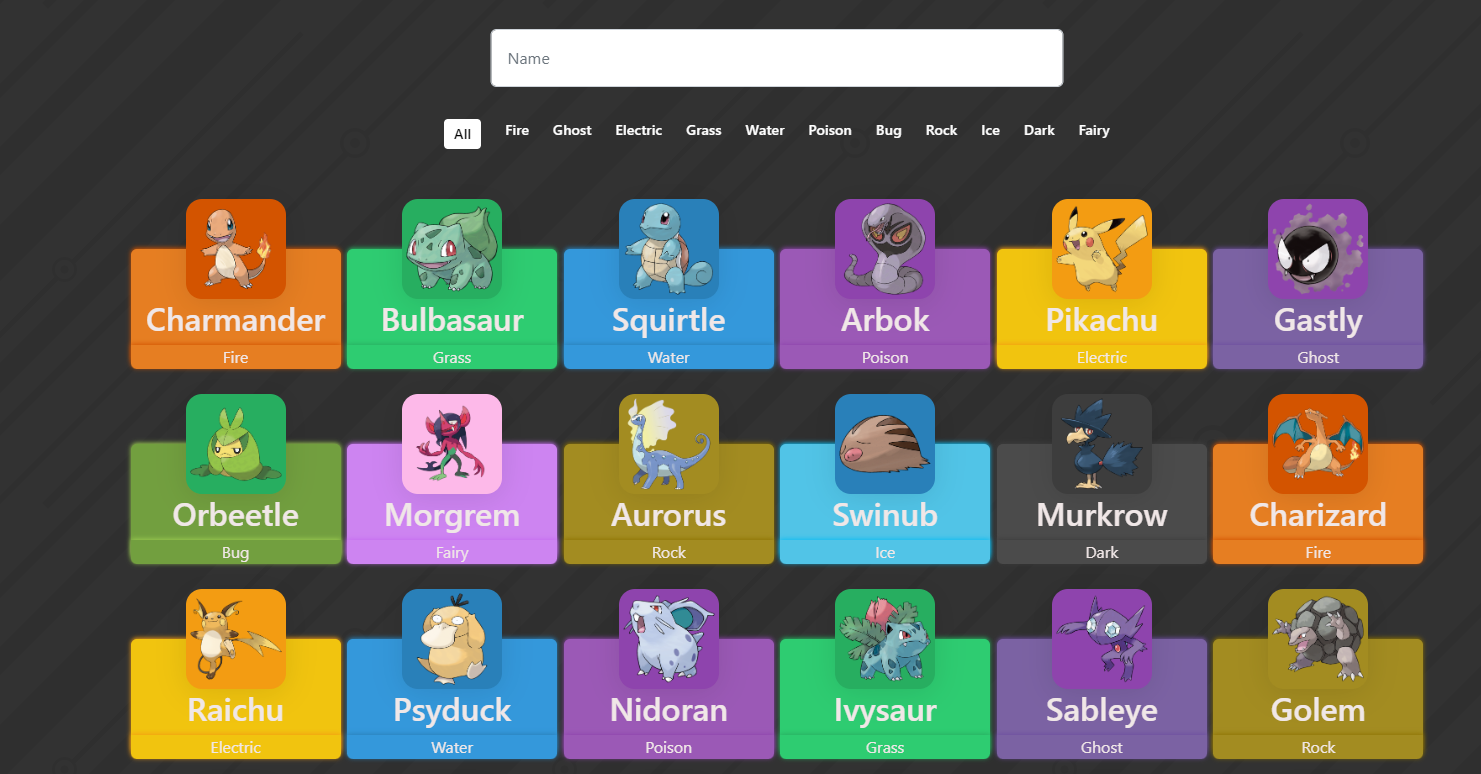 Name
All Fire Ghost Electric Grass Water Poison Bug Rock Ice Dark Fairy
Charmander Bulbasaur Squirtle Arbok Pikachu Gastly
Fire Grass Water Poison Electric Ghost
Orbeetle Morgrem Aurorus Swinub Murkrow Charizard
Bug Fairy Rock Ice Dark Fire
Raichu Psyduck Nidoran Ivysaur Sableye Golem
Electric Water Poison Grass Ghost Rock